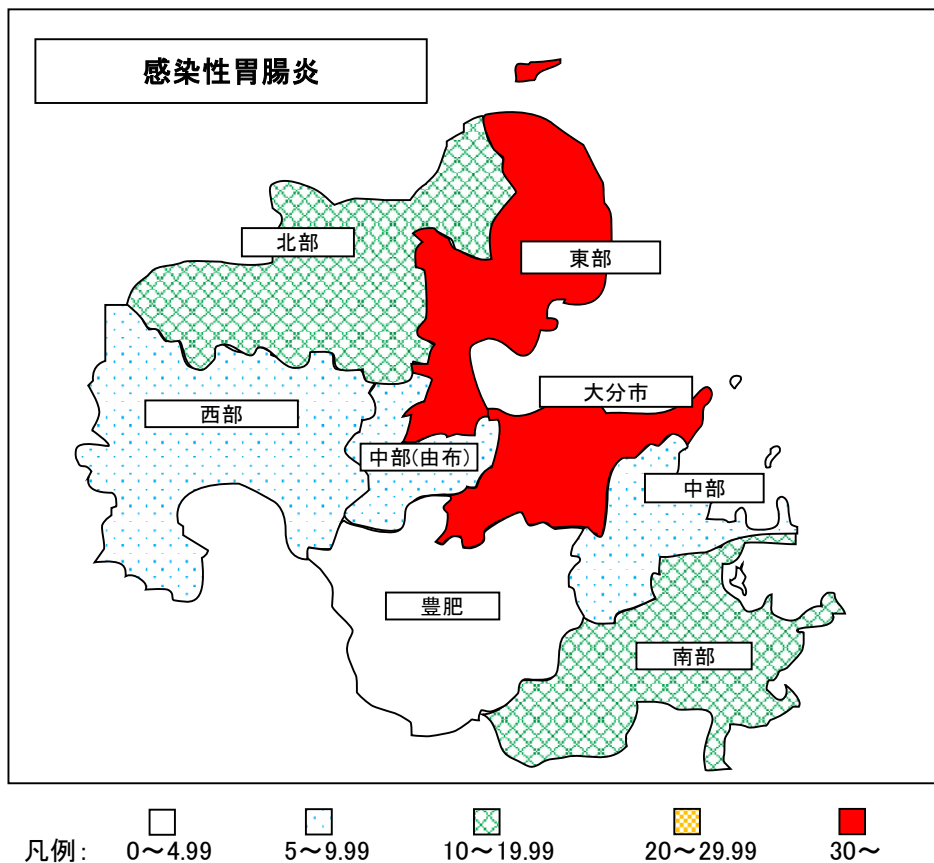 感染性胃腸炎
北部
東部
大分市
西部
中部(由布)
中部
豊肥
南部
凡例: 0～4.99 5～9.99 10～19.99 20～29.99 30～